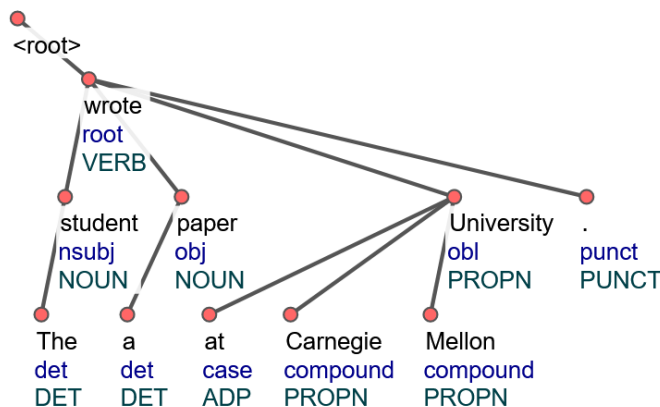 <root>
wrote
root
VERB
student paper University .
nsubj obj obl punct
NOUN NOUN PROPN PUNCT
The a at Carnegie Mellon
det det case compound compound
DET DET ADP PROPN PROPN